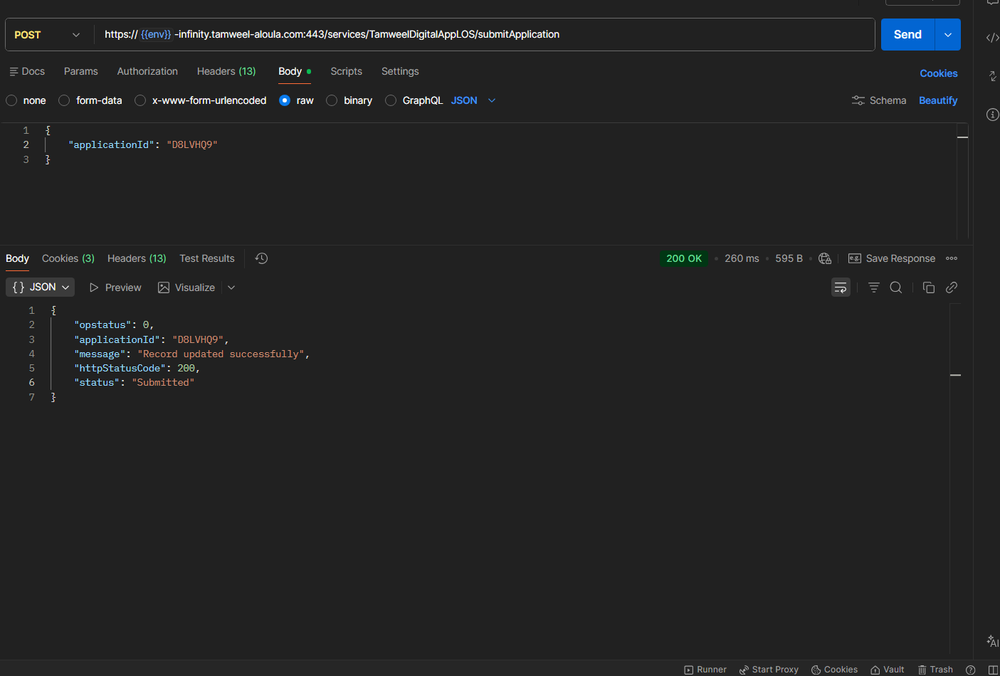 POST https:// {{env}} -infinity.tamweel-aloula.com:443/services/TamweelDigitalAppLOS/submitApplication Send
Docs Params Authorization Headers (13) Body Scripts Settings Cookies
none form-data x-www-form-urlencoded raw binary GraphQL JSON Schema Beautify
1 {
2 "applicationId": "D8LVHQ9"
3 }
Body Cookies (3) Headers (13) Test Results 200 OK 260 ms 595 B e.g. Save Response
{} JSON Preview Visualize
1 {
2 "opstatus": 0,
3 "applicationId": "D8LVHQ9",
4 "message": "Record updated successfully",
5 "httpStatusCode": 200,
6 "status": "Submitted"
7 }
AI
Runner Start Proxy Cookies Vault Trash